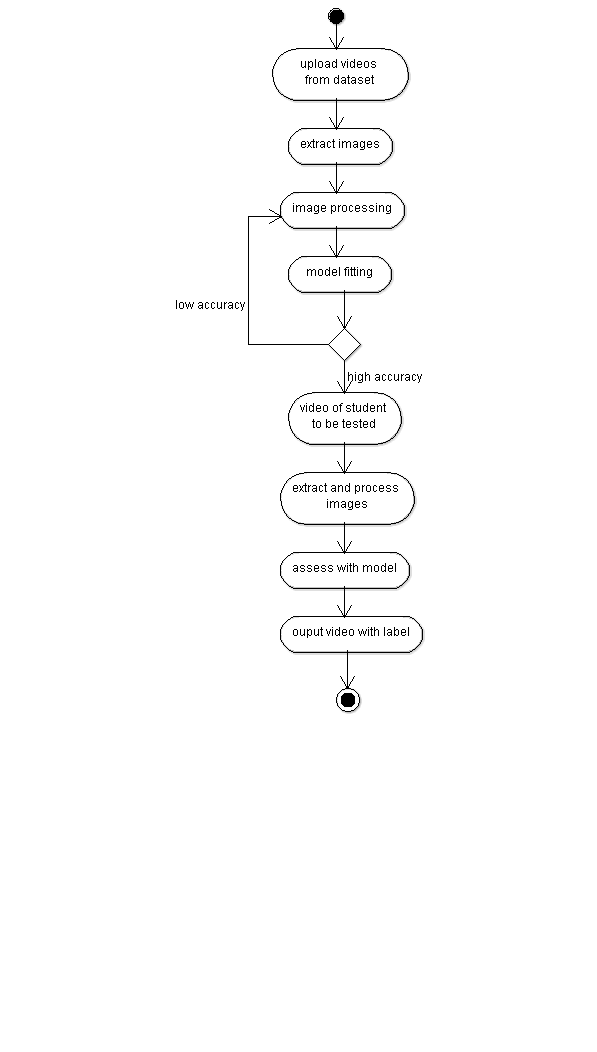 upload videos
from dataset
extract images
image processing
model fitting
low accuracy
high accuracy
video of student
to be tested
extract and process
images
assess with model
ouput video with label